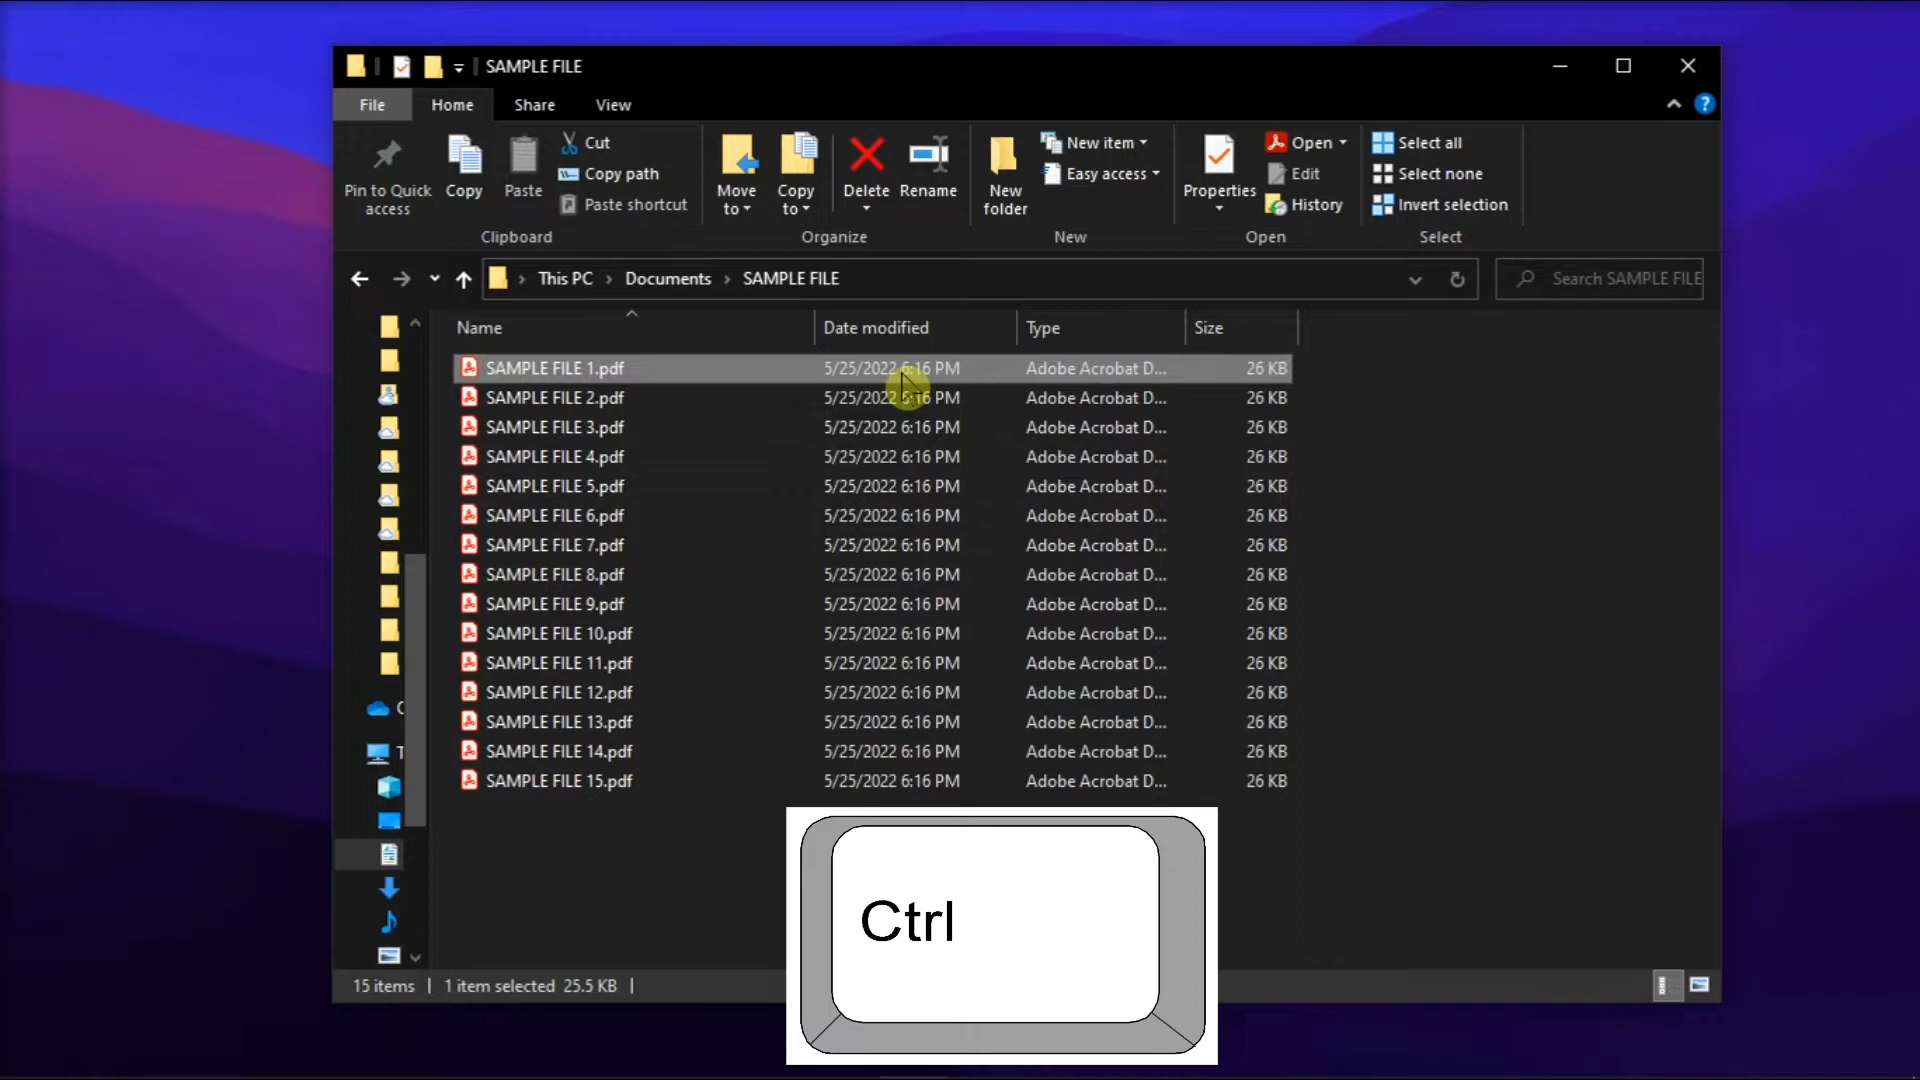 SAMPLE FILE
File Home Share View
Pin to Quick access
Copy
Paste
Cut
Copy path
Paste shortcut
Clipboard
Move to
Copy to
Delete
Rename
Organize
New folder
New item
Easy access
New
Properties
Open
Edit
History
Open
Select all
Select none
Invert selection
Select
This PC > Documents > SAMPLE FILE
Search SAMPLE FILE
Name Date modified Type Size
SAMPLE FILE 1.pdf 5/25/2022 6:16 PM Adobe Acrobat D... 26 KB
SAMPLE FILE 2.pdf 5/25/2022 6:16 PM Adobe Acrobat D... 26 KB
SAMPLE FILE 3.pdf 5/25/2022 6:16 PM Adobe Acrobat D... 26 KB
SAMPLE FILE 4.pdf 5/25/2022 6:16 PM Adobe Acrobat D... 26 KB
SAMPLE FILE 5.pdf 5/25/2022 6:16 PM Adobe Acrobat D... 26 KB
SAMPLE FILE 6.pdf 5/25/2022 6:16 PM Adobe Acrobat D... 26 KB
SAMPLE FILE 7.pdf 5/25/2022 6:16 PM Adobe Acrobat D... 26 KB
SAMPLE FILE 8.pdf 5/25/2022 6:16 PM Adobe Acrobat D... 26 KB
SAMPLE FILE 9.pdf 5/25/2022 6:16 PM Adobe Acrobat D... 26 KB
SAMPLE FILE 10.pdf 5/25/2022 6:16 PM Adobe Acrobat D... 26 KB
SAMPLE FILE 11.pdf 5/25/2022 6:16 PM Adobe Acrobat D... 26 KB
SAMPLE FILE 12.pdf 5/25/2022 6:16 PM Adobe Acrobat D... 26 KB
SAMPLE FILE 13.pdf 5/25/2022 6:16 PM Adobe Acrobat D... 26 KB
SAMPLE FILE 14.pdf 5/25/2022 6:16 PM Adobe Acrobat D... 26 KB
SAMPLE FILE 15.pdf 5/25/2022 6:16 PM Adobe Acrobat D... 26 KB
Ctrl
15 items | 1 item selected 25.5 KB |